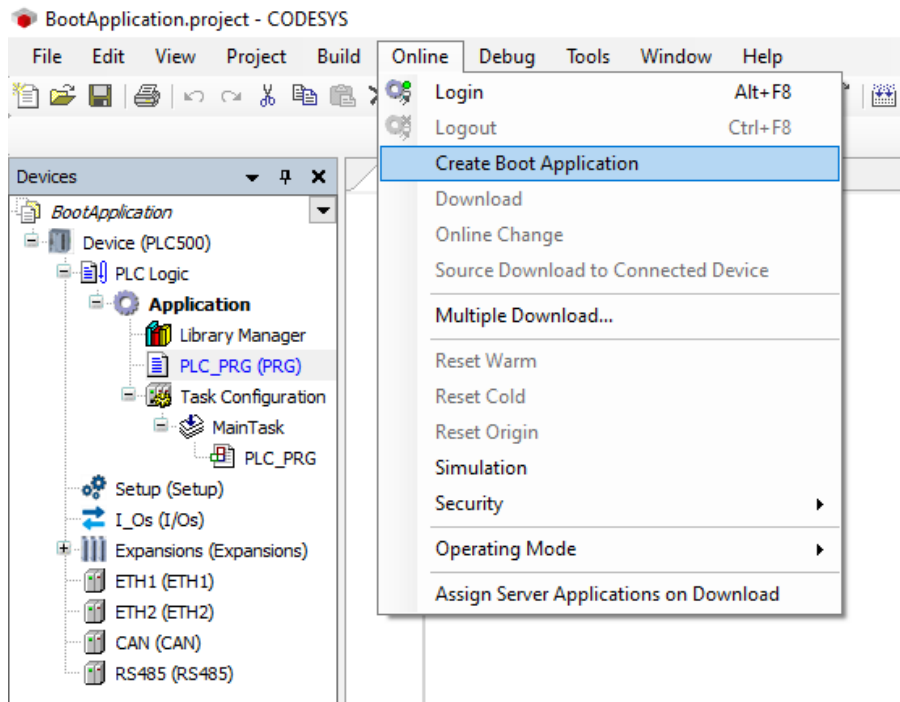 BootApplication.project - CODESYS
File Edit View Project Build Online Debug Tools Window Help
Login Alt+F8
Logout Ctrl+F8
Create Boot Application
Download
Online Change
Source Download to Connected Device
Multiple Download...
Reset Warm
Reset Cold
Reset Origin
Simulation
Security
Operating Mode
Assign Server Applications on Download
Devices
BootApplication
Device (PLC500)
PLC Logic
Application
Library Manager
PLC_PRG (PRG)
Task Configuration
MainTask
PLC_PRG
Setup (Setup)
I_Os (I/Os)
Expansions (Expansions)
ETH1 (ETH1)
ETH2 (ETH2)
CAN (CAN)
RS485 (RS485)